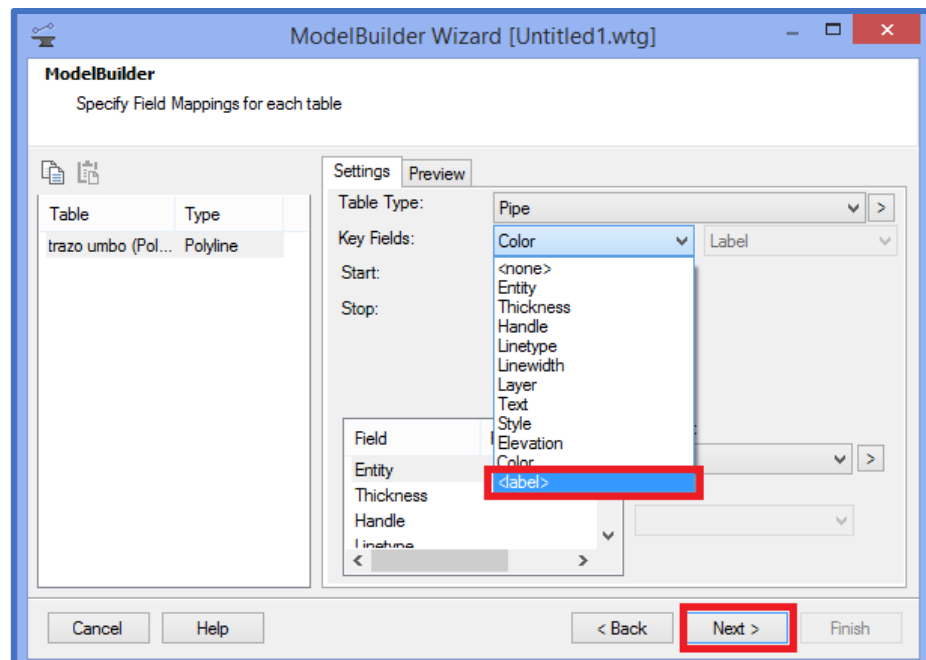 ModelBuilder Wizard [Untitled1.wtg]
ModelBuilder
Specify Field Mappings for each table
Settings Preview
Table Type
trazo umbo (Pol... Polyline
Table Type: Pipe >
Key Fields: Color Label
Start:
Stop:
<none>
Entity
Thickness
Handle
Linetype
Linewidth
Layer
Text
Style
Elevation
Color
<label>
Field
Entity
Thickness
Handle
Linetype
>
Cancel Help < Back Next > Finish